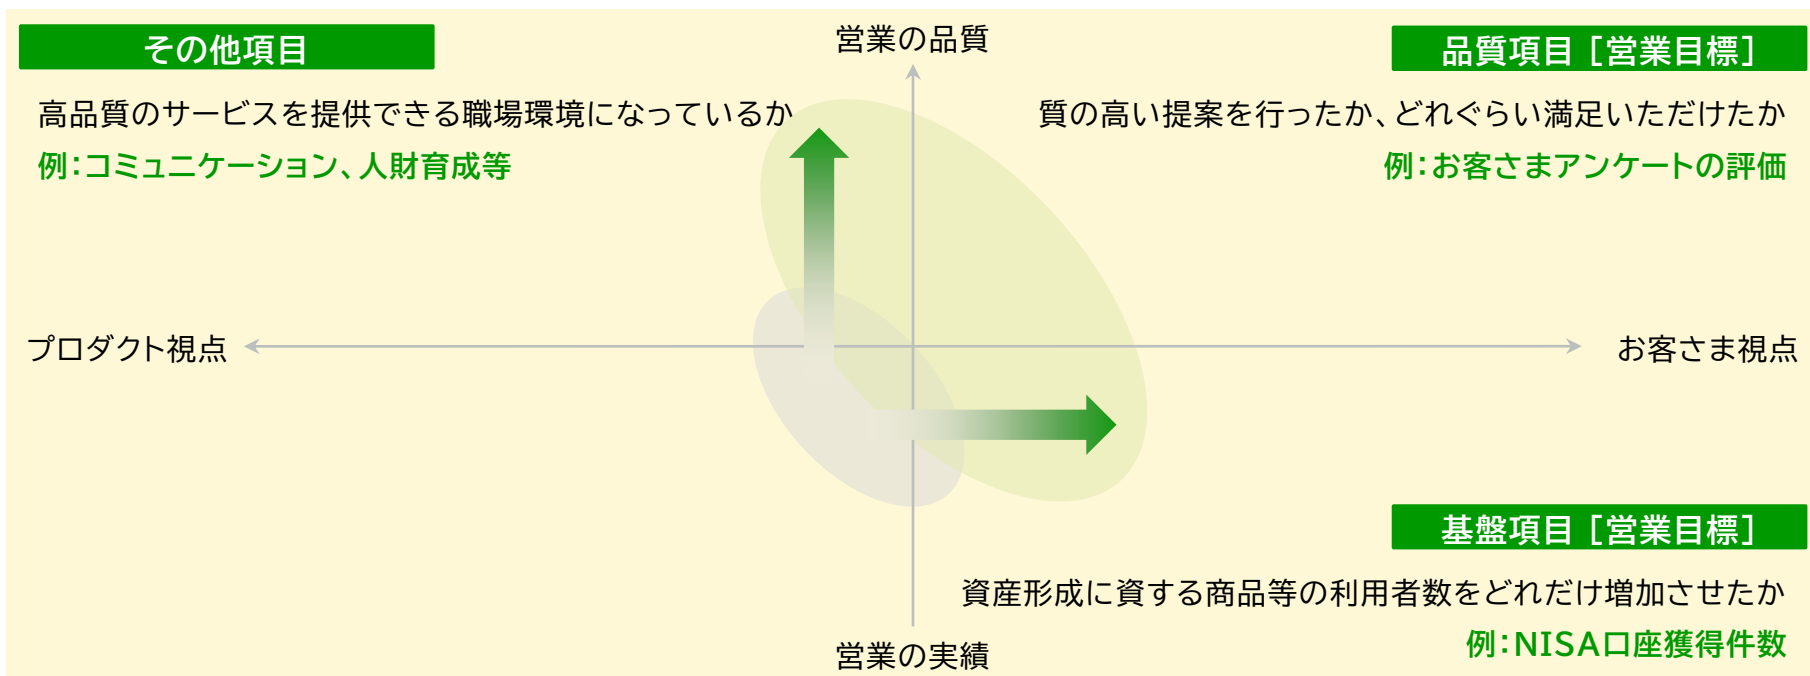 その他項目
高品質のサービスを提供できる職場環境になっているか
例：コミュニケーション、人財育成等
営業の品質
品質項目［営業目標］
質の高い提案を行ったか、どれぐらい満足いただけたか
例：お客さまアンケートの評価
プロダクト視点
お客さま視点
基盤項目［営業目標］
資産形成に資する商品等の利用者数をどれだけ増加させたか
例：NISA口座獲得件数
営業の実績